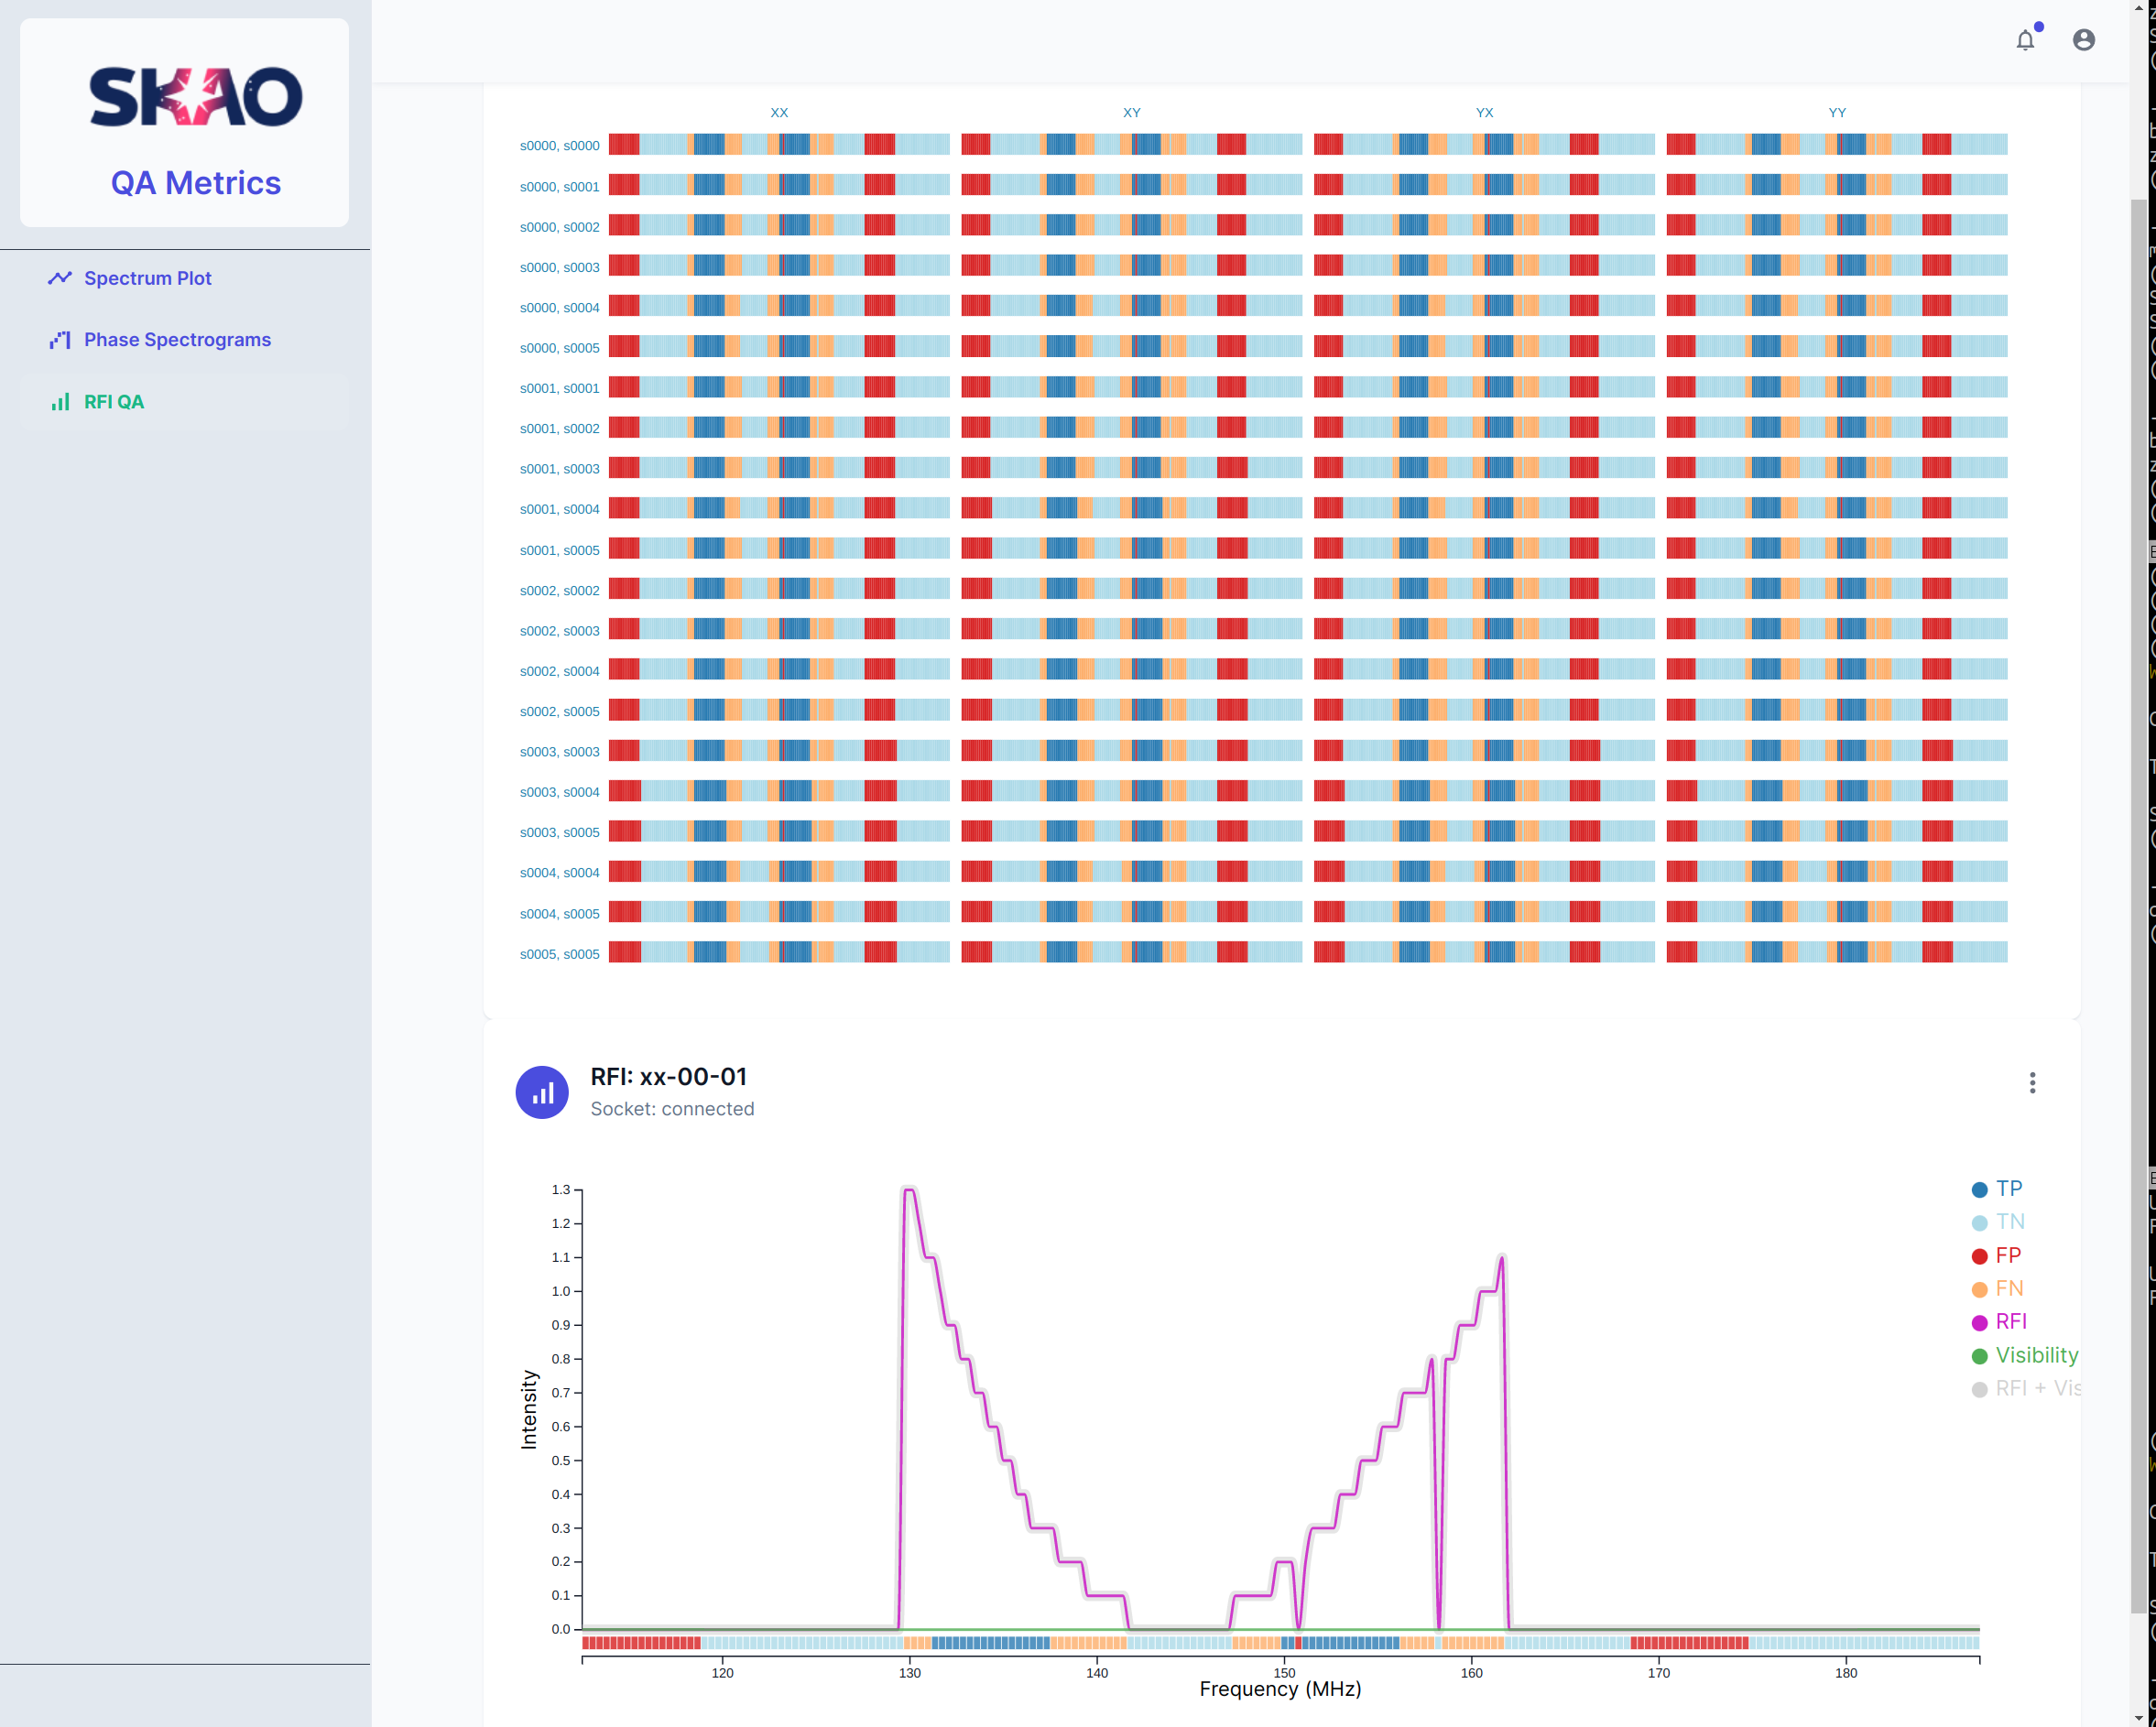 SKAO
QA Metrics
Spectrum Plot
Phase Spectrograms
RFI QA
XX XY YX YY
s0000, s0000
s0000, s0001
s0000, s0002
s0000, s0003
s0000, s0004
s0000, s0005
s0001, s0001
s0001, s0002
s0001, s0003
s0001, s0004
s0001, s0005
s0002, s0002
s0002, s0003
s0002, s0004
s0002, s0005
s0003, s0003
s0003, s0004
s0003, s0005
s0004, s0004
s0004, s0005
s0005, s0005
RFI: xx-00-01
Socket: connected
1.3
1.2
1.1
1.0
0.9
0.8
0.7
0.6
0.5
0.4
0.3
0.2
0.1
0.0
Intensity
120 130 140 150 160 170 180
Frequency (MHz)
TP
TN
FP
FN
RFI
Visibility
RFI + Vis